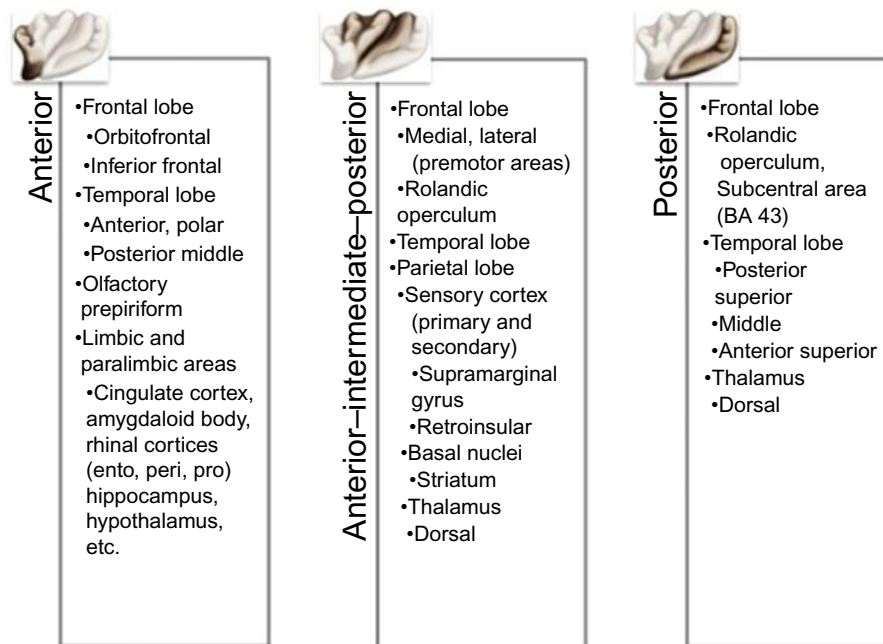 Anterior
•Frontal lobe
•Orbitofrontal
•Inferior frontal
•Temporal lobe
•Anterior, polar
•Posterior middle
•Olfactory
prepiriform
•Limbic and
paralimbic areas
•Cingulate cortex,
amygdaloid body,
rhinal cortices
(ento, peri, pro)
hippocampus,
hypothalamus,
etc.
Anterior–intermediate–posterior
•Frontal lobe
•Medial, lateral
(premotor areas)
•Rolandic
operculum
•Temporal lobe
•Parietal lobe
•Sensory cortex
(primary and
secondary)
•Supramarginal
gyrus
•Retroinsular
•Basal nuclei
•Striatum
•Thalamus
•Dorsal
Posterior
•Frontal lobe
•Rolandic
operculum,
Subcentral area
(BA 43)
•Temporal lobe
•Posterior
superior
•Middle
•Anterior superior
•Thalamus
•Dorsal